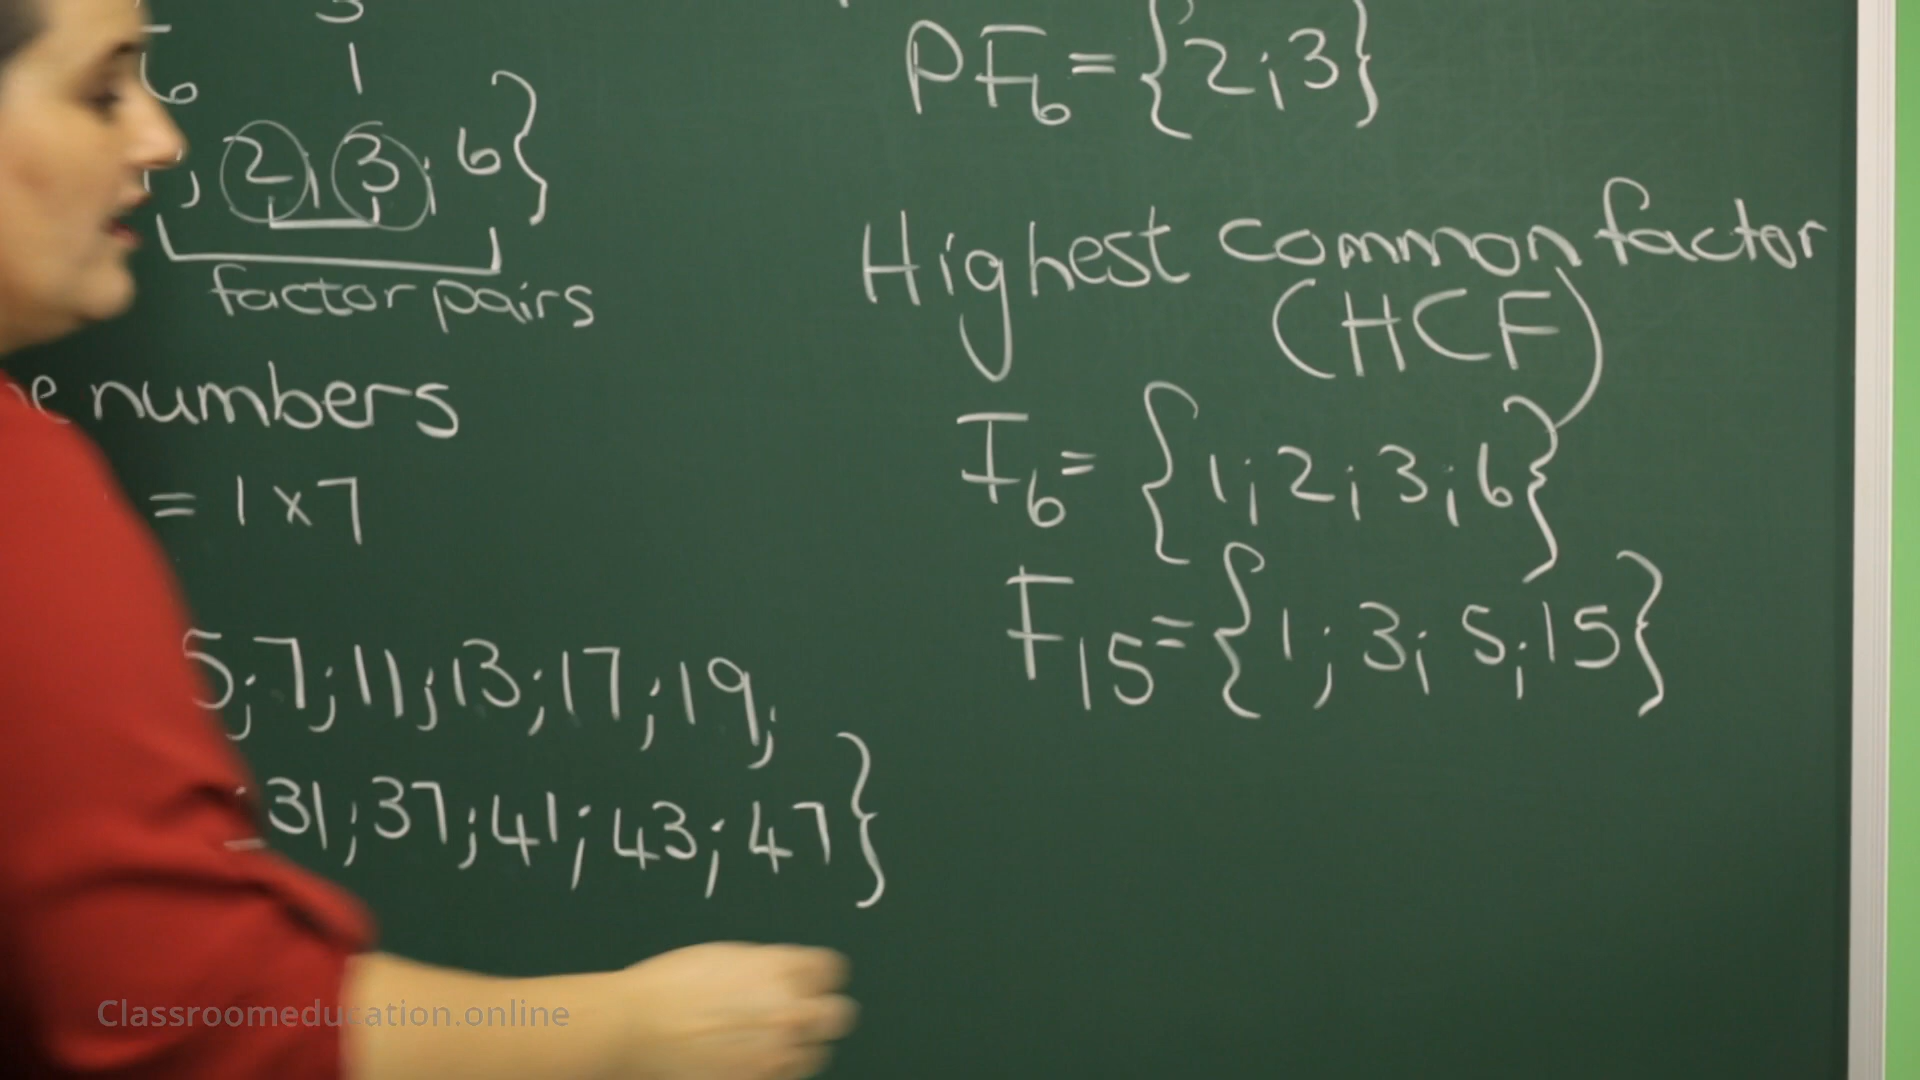 6 1
; 2; 3; 6}
factor pairs
numbers
= 1 x 7
5; 7; 11; 13; 17; 19;
31; 37; 41; 43; 47}
PF6 = {2; 3}
Highest common factor
(HCF)
F6 = {1; 2; 3; 6}
F15 = {1; 3; 5; 15}
Classroomeducation.online